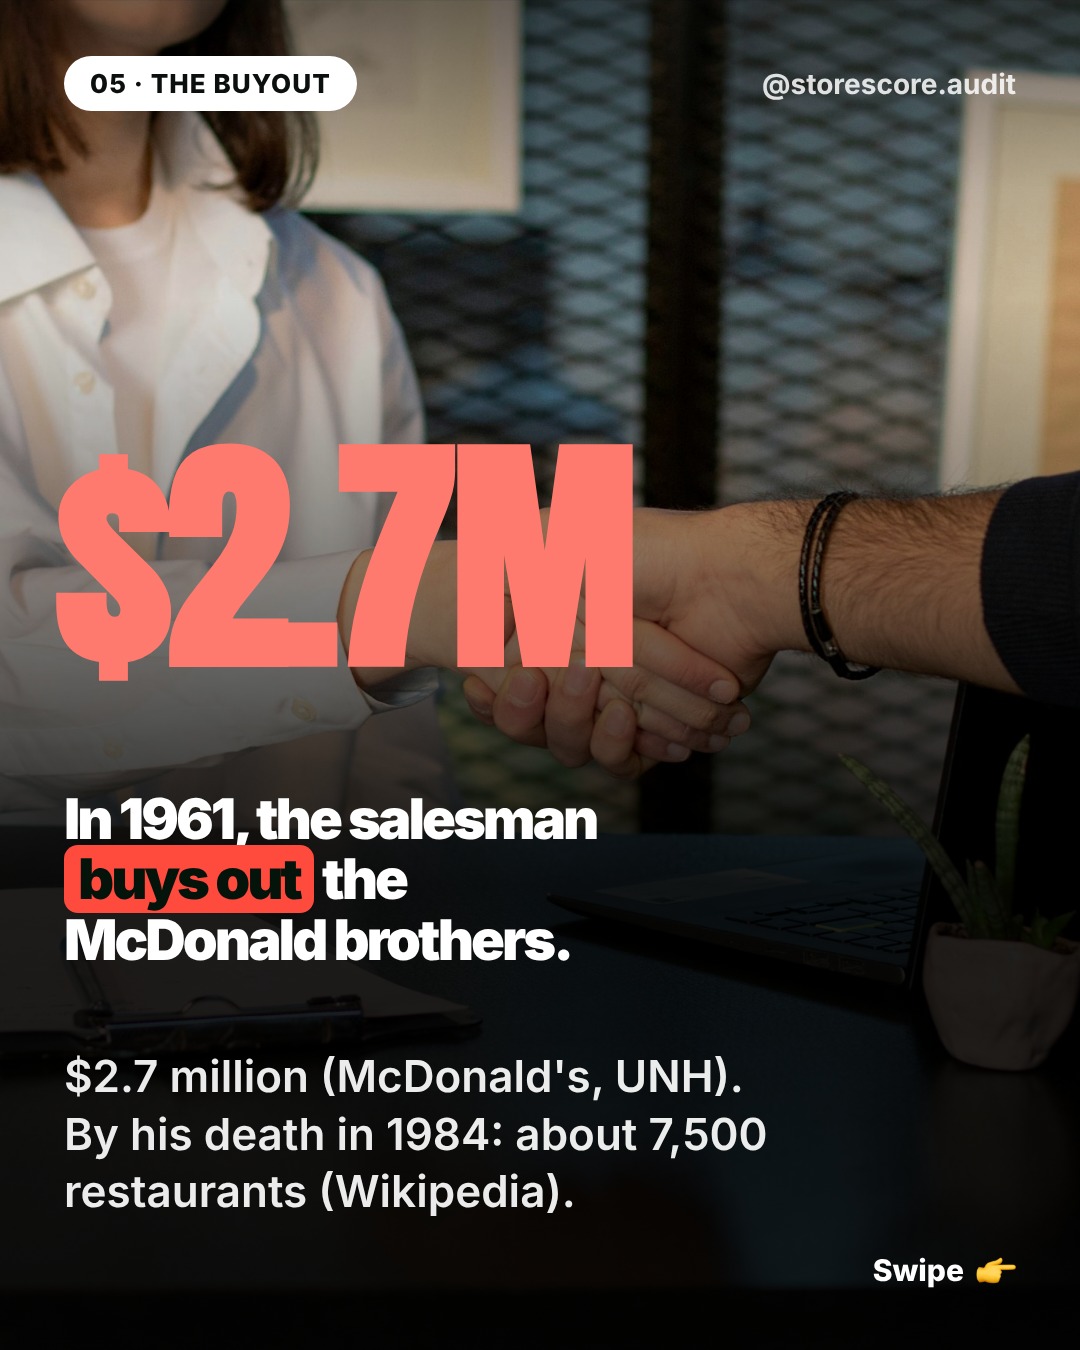 05 · THE BUYOUT
@storescore.audit
$2.7M
In 1961, the salesman
buys out the
McDonald brothers.
$2.7 million (McDonald's, UNH).
By his death in 1984: about 7,500
restaurants (Wikipedia).
Swipe 👉